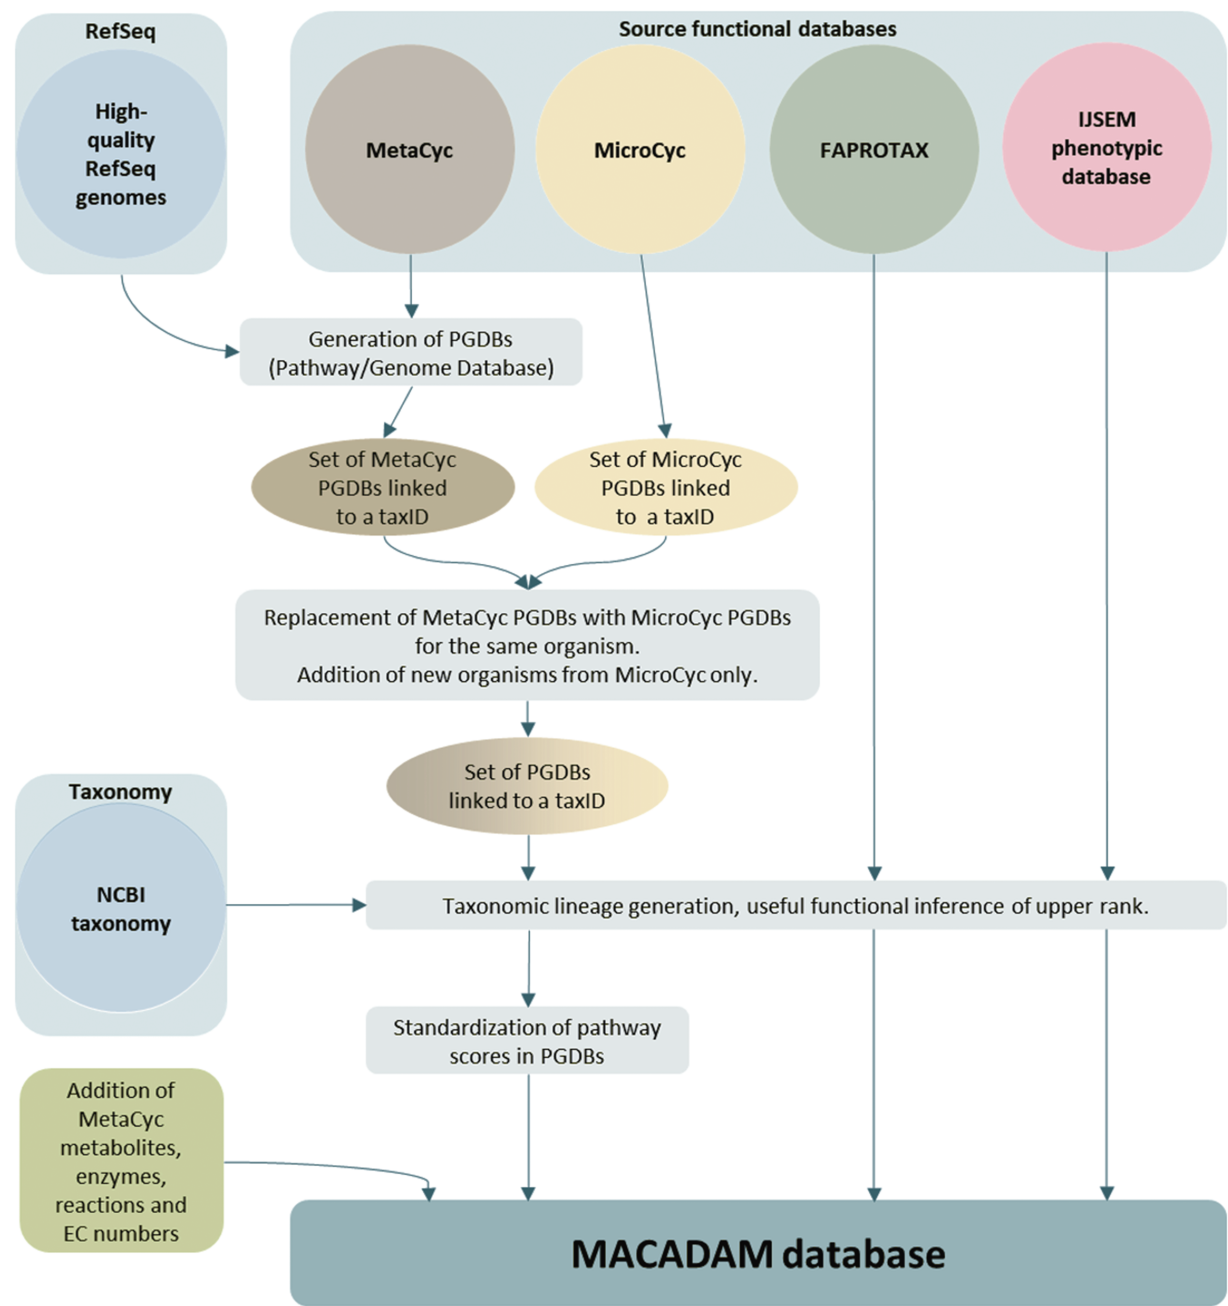 RefSeq
High-
quality
RefSeq
genomes
Source functional databases
MetaCyc
MicroCyc
FAPROTAX
IJSEM
phenotypic
database
Generation of PGDBs
(Pathway/Genome Database)
Set of MetaCyc
PGDBs linked
to a taxID
Set of MicroCyc
PGDBs linked
to a taxID
Replacement of MetaCyc PGDBs with MicroCyc PGDBs
for the same organism.
Addition of new organisms from MicroCyc only.
Set of PGDBs
linked to a taxID
Taxonomy
NCBI
taxonomy
Taxonomic lineage generation, useful functional inference of upper rank.
Standardization of pathway
scores in PGDBs
Addition of
MetaCyc
metabolites,
enzymes,
reactions and
EC numbers
MACADAM database